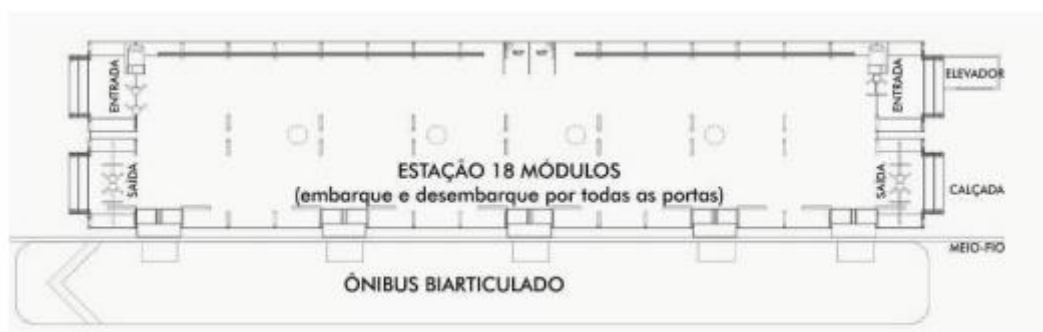 ENTRADA
ENTRADA
ELEVADOR
ESTAÇÃO 18 MÓDULOS
(embarque e desembarque por todas as portas)
SAÍDA
SAÍDA
CALÇADA
MEIO-FIO
ÔNIBUS BIARTICULADO